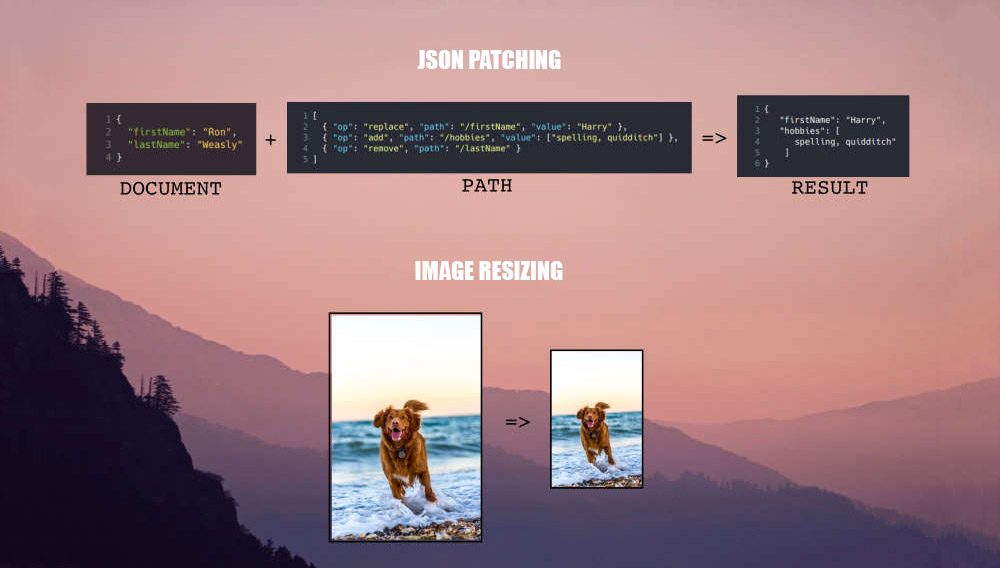 JSON PATCHING
1 {
2 "firstName": "Ron",
3 "lastName": "Weasly"
4 }
DOCUMENT
+
1 [
2 { "op": "replace", "path": "/firstName", "value": "Harry" },
3 { "op": "add", "path": "/hobbies", "value": ["spelling, quidditch"] },
4 { "op": "remove", "path": "/lastName" }
5 ]
PATH
=>
1 {
2 "firstName": "Harry",
3 "hobbies": [
4 spelling, quidditch"
5 ]
6 }
RESULT
IMAGE RESIZING
=>